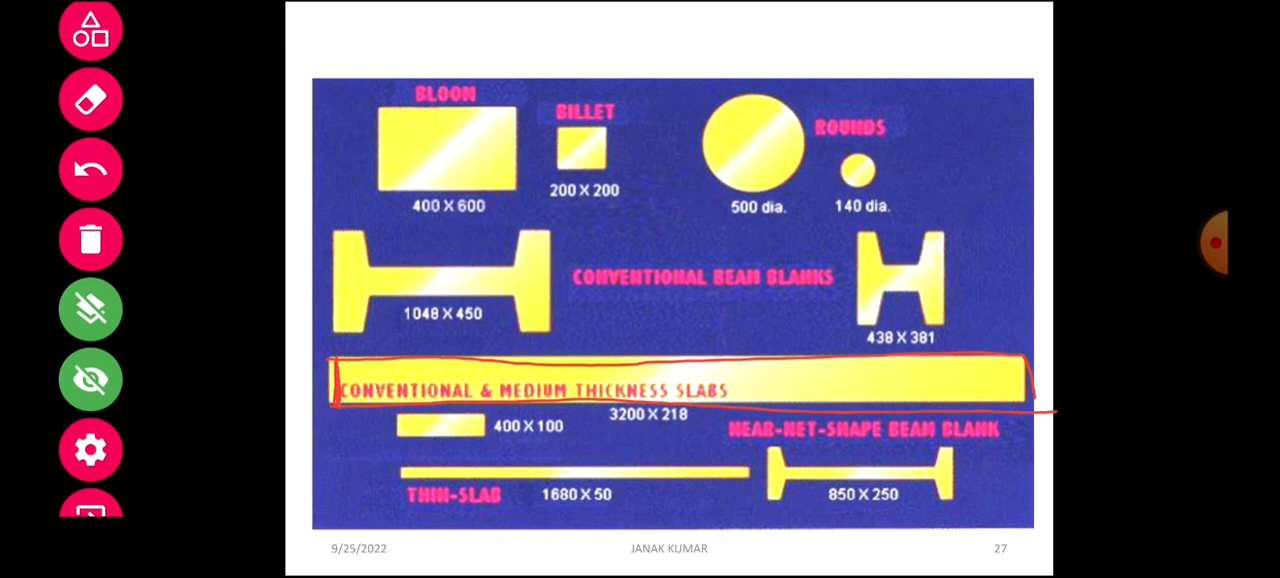 BLOOM
BILLET
ROUNDS
400 X 600
200 X 200
500 dia.
140 dia.
CONVENTIONAL BEAM BLANKS
1048 X 450
438 X 381
CONVENTIONAL & MEDIUM THICKNESS SLABS
3200 X 218
400 X 100
NEAR-NET-SHAPE BEAM BLANK
THIN-SLAB
1680 X 50
850 X 250
9/25/2022
JANAK KUMAR
27